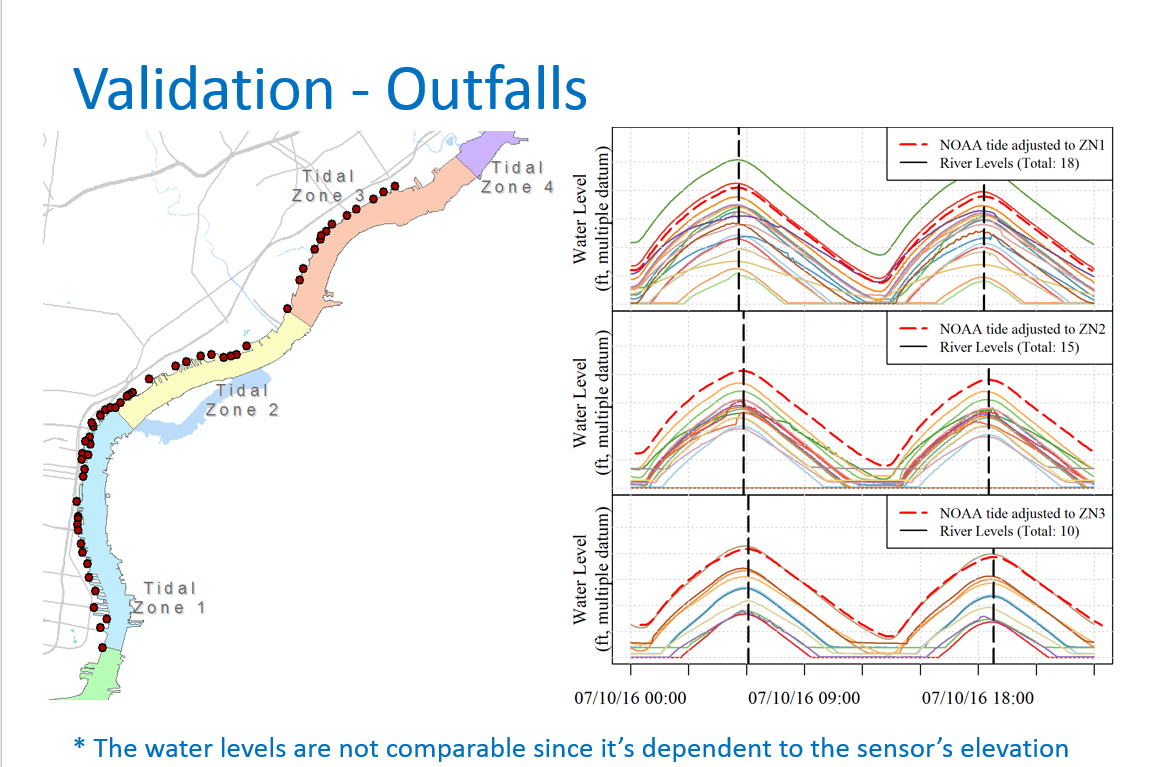 Validation - Outfalls
Tidal
Zone 3
Tidal
Zone 4
Tidal
Zone 2
Tidal
Zone 1
Water Level
(ft, multiple datum)
NOAA tide adjusted to ZN1
River Levels (Total: 18)
Water Level
(ft, multiple datum)
NOAA tide adjusted to ZN2
River Levels (Total: 15)
Water Level
(ft, multiple datum)
NOAA tide adjusted to ZN3
River Levels (Total: 10)
07/10/16 00:00
07/10/16 09:00
07/10/16 18:00
* The water levels are not comparable since it's dependent to the sensor's elevation